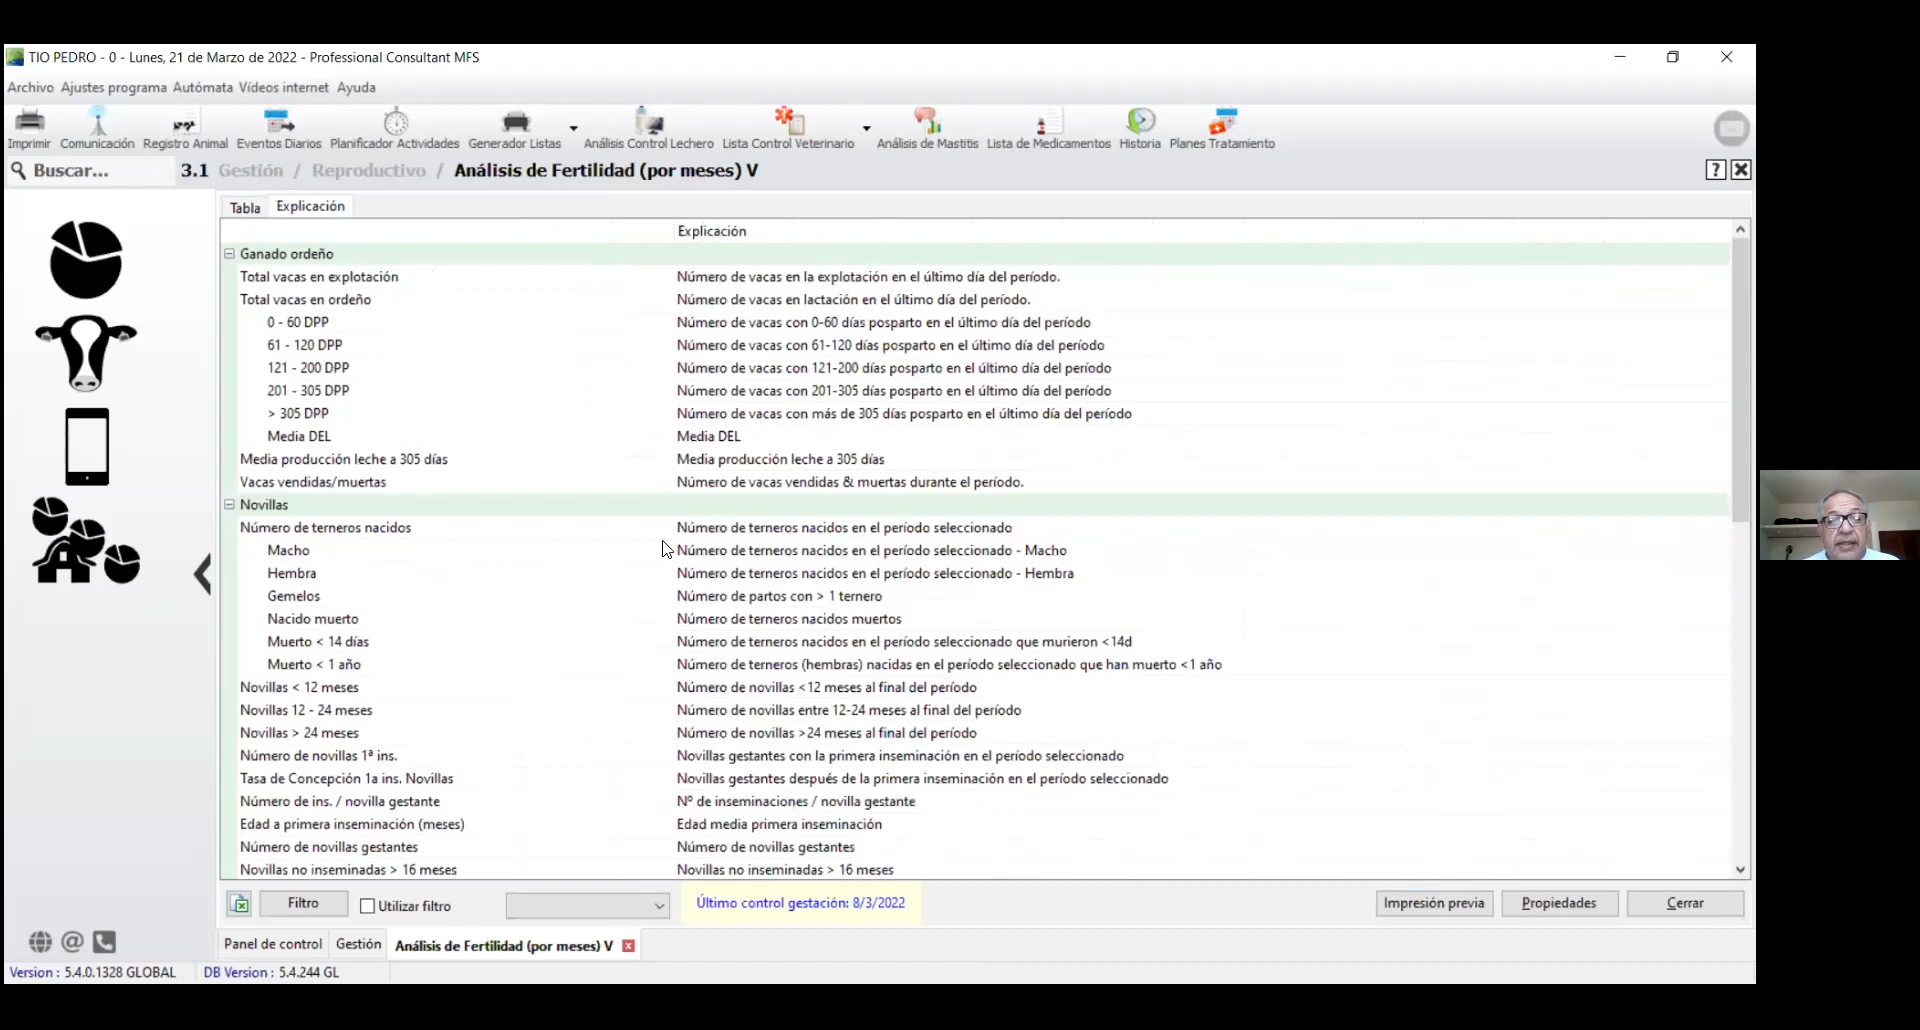 TIO PEDRO - 0 - Lunes, 21 de Marzo de 2022 - Professional Consultant MFS
Archivo Ajustes programa Autómata Vídeos internet Ayuda
Imprimir Comunicación Registro Animal Eventos Diarios Planificador Actividades Generador Listas Análisis Control Lechero Lista Control Veterinario Análisis de Mastitis Lista de Medicamentos Historia Planes Tratamiento
Buscar... 3.1 Gestión / Reproductivo / Análisis de Fertilidad (por meses) V ?
Tabla Explicación
Explicación
Ganado ordeño
Total vacas en explotación Número de vacas en la explotación en el último día del período.
Total vacas en ordeño Número de vacas en lactación en el último día del período.
0 - 60 DPP Número de vacas con 0-60 días posparto en el último día del período
61 - 120 DPP Número de vacas con 61-120 días posparto en el último día del período
121 - 200 DPP Número de vacas con 121-200 días posparto en el último día del período
201 - 305 DPP Número de vacas con 201-305 días posparto en el último día del período
> 305 DPP Número de vacas con más de 305 días posparto en el último día del período
Media DEL Media DEL
Media producción leche a 305 días Media producción leche a 305 días
Vacas vendidas/muertas Número de vacas vendidas & muertas durante el período.
Novillas
Número de terneros nacidos Número de terneros nacidos en el período seleccionado
Macho Número de terneros nacidos en el período seleccionado - Macho
Hembra Número de terneros nacidos en el período seleccionado - Hembra
Gemelos Número de partos con > 1 ternero
Nacido muerto Número de terneros nacidos muertos
Muerto < 14 días Número de terneros nacidos en el período seleccionado que murieron <14d
Muerto < 1 año Número de terneros (hembras) nacidas en el período seleccionado que han muerto <1 año
Novillas < 12 meses Número de novillas <12 meses al final del período
Novillas 12 - 24 meses Número de novillas entre 12-24 meses al final del período
Novillas > 24 meses Número de novillas >24 meses al final del período
Número de novillas 1ª ins. Novillas gestantes con la primera inseminación en el período seleccionado
Tasa de Concepción 1a ins. Novillas Novillas gestantes después de la primera inseminación en el período seleccionado
Número de ins. / novilla gestante Nº de inseminaciones / novilla gestante
Edad a primera inseminación (meses) Edad media primera inseminación
Número de novillas gestantes Número de novillas gestantes
Novillas no inseminadas > 16 meses Novillas no inseminadas > 16 meses
Filtro Utilizar filtro Último control gestación: 8/3/2022 Impresión previa Propiedades Cerrar
Panel de control Gestión Análisis de Fertilidad (por meses) V
Version : 5.4.0.1328 GLOBAL DB Version : 5.4.244 GL